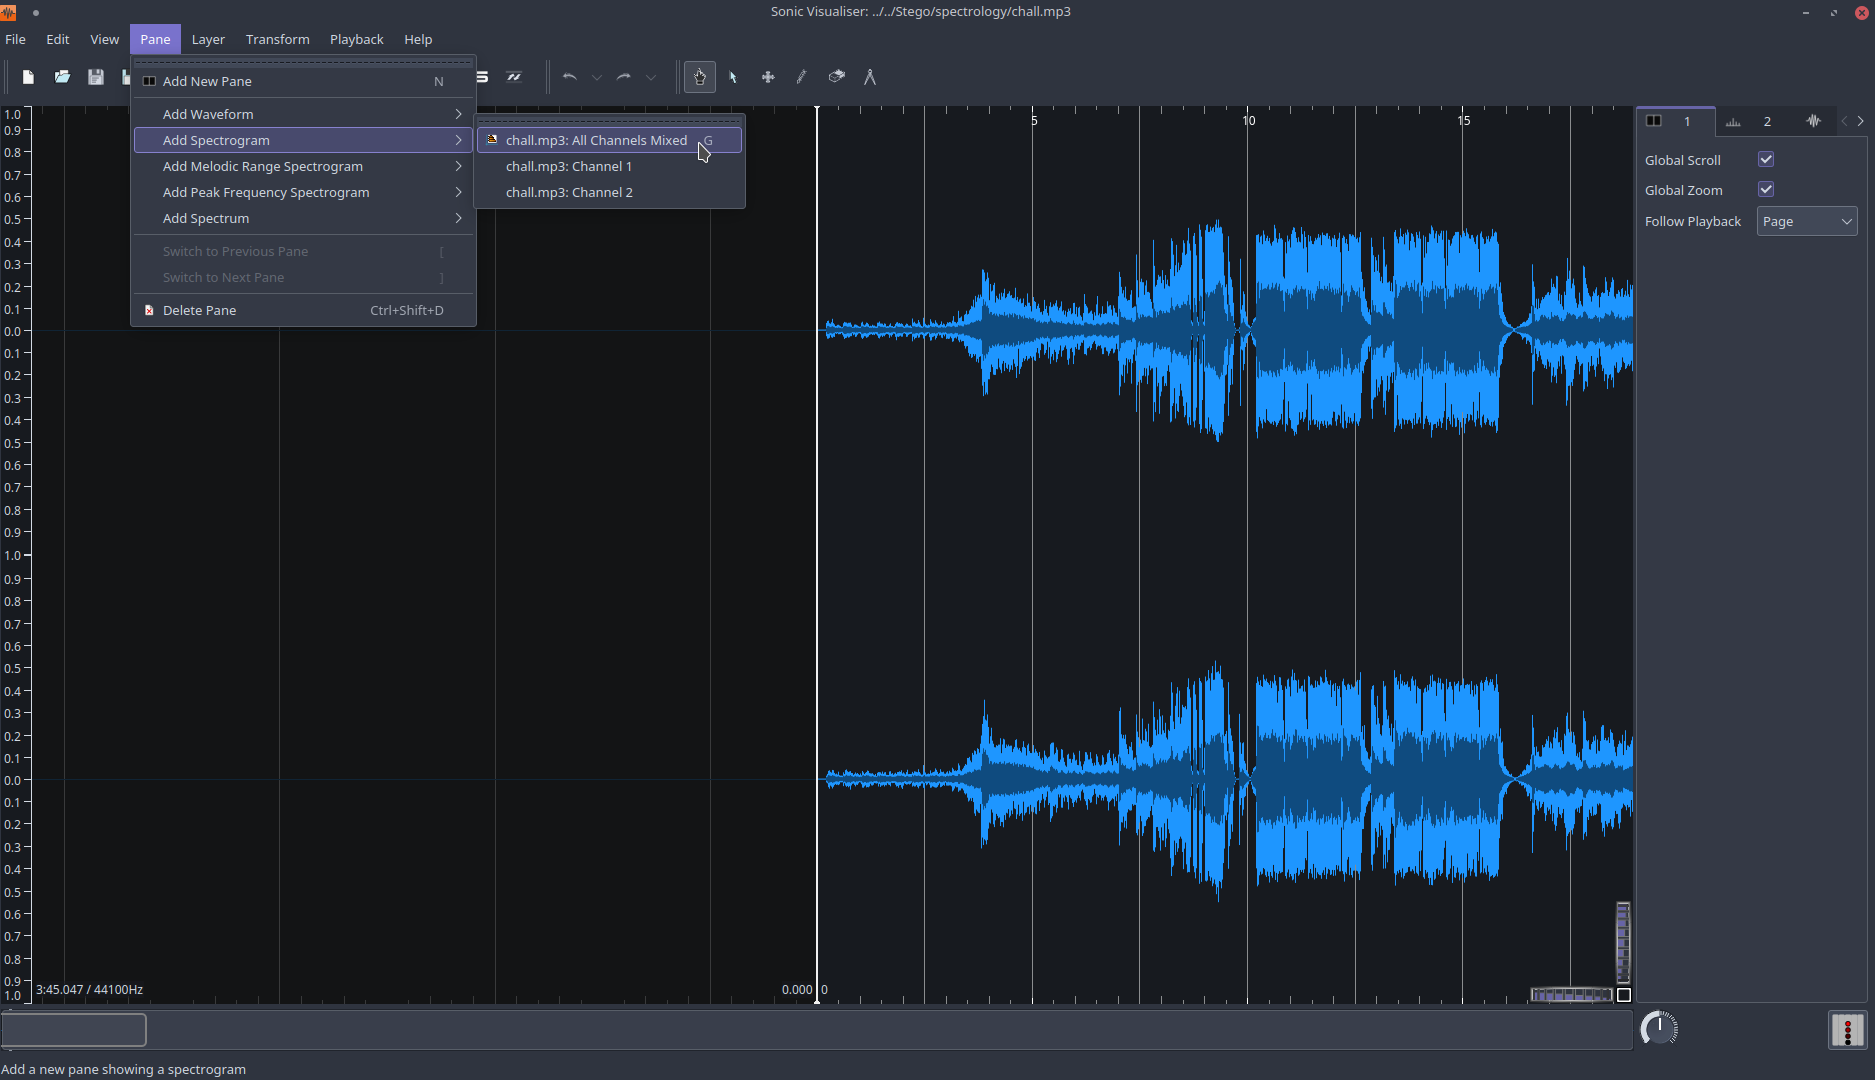 Sonic Visualiser: ../../Stego/spectrology/chall.mp3
File Edit View Pane Layer Transform Playback Help
Add New Pane N
Add Waveform
Add Spectrogram
Add Melodic Range Spectrogram
Add Peak Frequency Spectrogram
Add Spectrum
Switch to Previous Pane [
Switch to Next Pane ]
Delete Pane Ctrl+Shift+D
chall.mp3: All Channels Mixed G
chall.mp3: Channel 1
chall.mp3: Channel 2
1.0
0.9
0.8
0.7
0.6
0.5
0.4
0.3
0.2
0.1
0.0
0.1
0.2
0.3
0.4
0.5
0.6
0.7
0.8
0.9
1.0
0.9
0.8
0.7
0.6
0.5
0.4
0.3
0.2
0.1
0.0
0.1
0.2
0.3
0.4
0.5
0.6
0.7
0.8
0.9
1.0
5 10 15
3:45.047 / 44100Hz
0.000 0
1 2
Global Scroll
Global Zoom
Follow Playback Page
Add a new pane showing a spectrogram